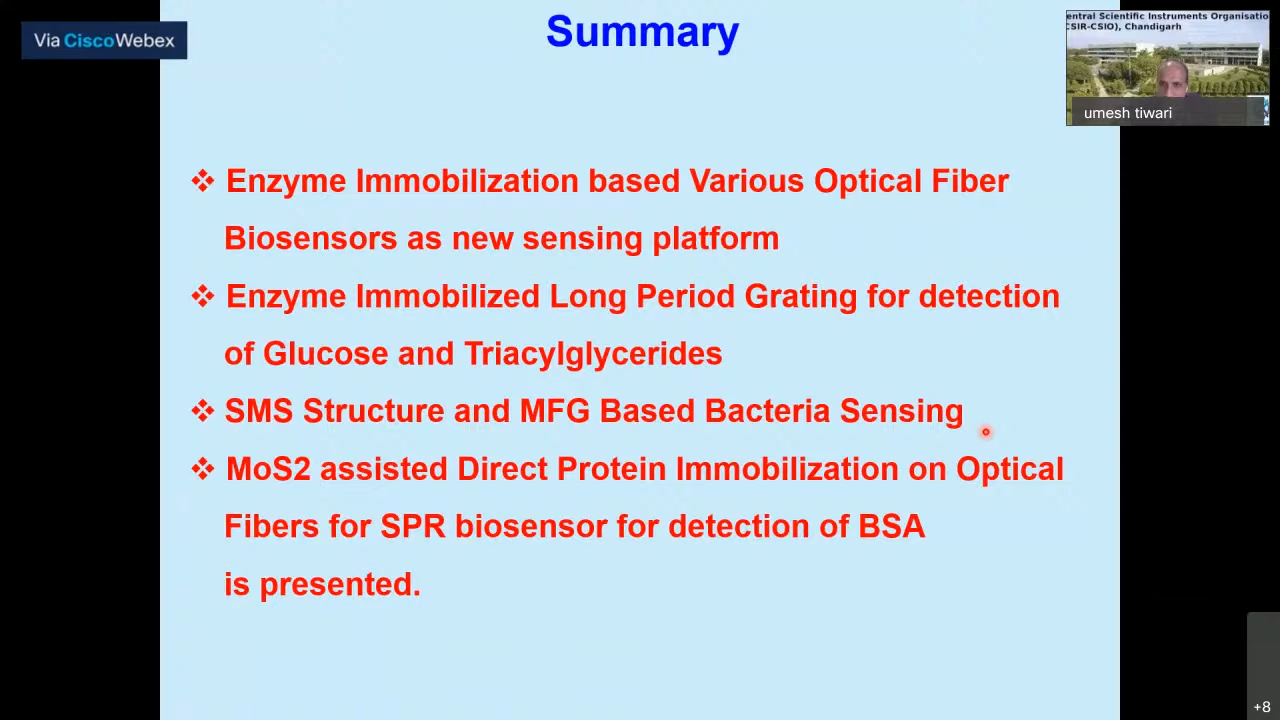 Via CiscoWebex
Summary
entral Scientific Instruments Organisatio
CSIR-CSIO), Chandigarh
umesh tiwari
❖ Enzyme Immobilization based Various Optical Fiber
Biosensors as new sensing platform
❖ Enzyme Immobilized Long Period Grating for detection
of Glucose and Triacylglycerides
❖ SMS Structure and MFG Based Bacteria Sensing
❖ MoS2 assisted Direct Protein Immobilization on Optical
Fibers for SPR biosensor for detection of BSA
is presented.
+8